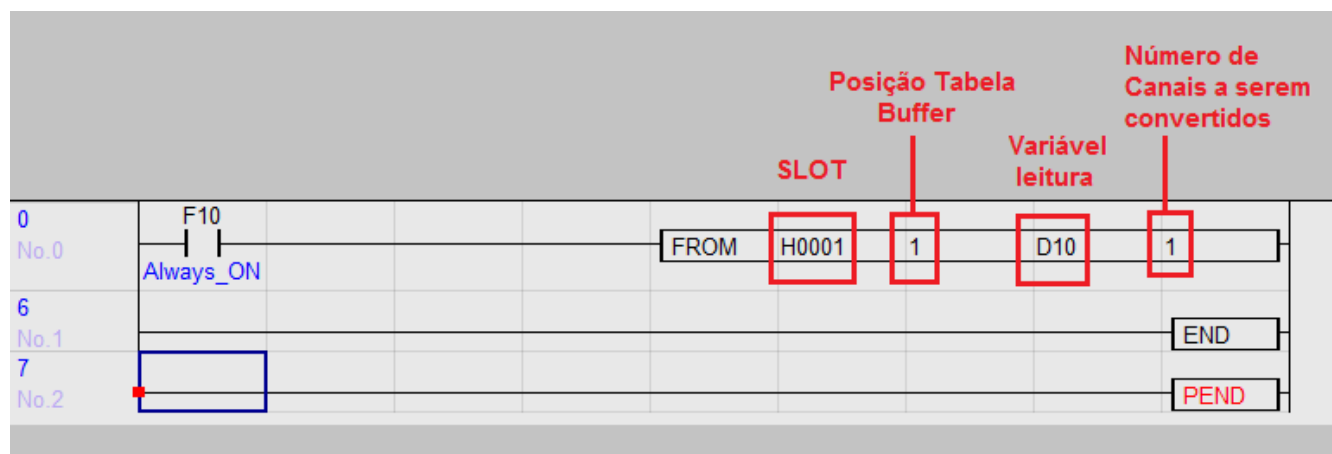 Número de
Canais a serem
convertidos
Posição Tabela
Buffer
Variável
leitura
SLOT
0
F10
No.0
FROM H0001 1 D10 1
Always_ON
6
No.1
END
7
No.2
PEND